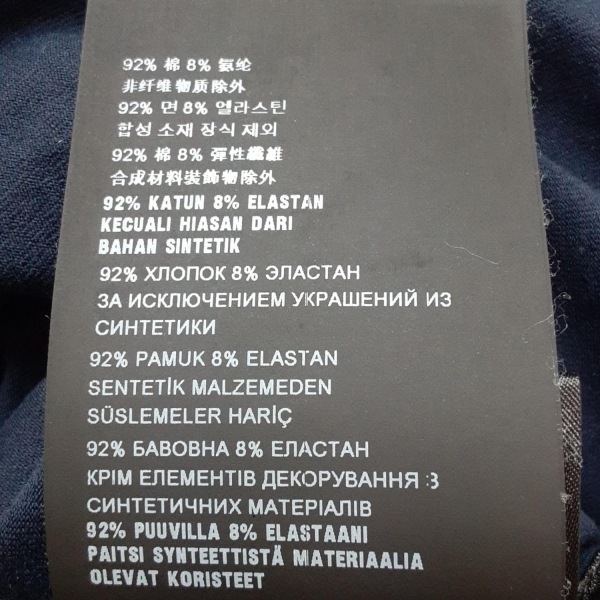 92% 棉 8% 氨纶
非纤维物质除外
92% 면 8% 엘라스틴
합성 소재 장식 제외
92% 棉 8% 彈性纖維
合成材料裝飾物除外
92% KATUN 8% ELASTAN
KECUALI HIASAN DARI
BAHAN SINTETIK
92% ХЛОПОК 8% ЭЛАСТАН
ЗА ИСКЛЮЧЕНИЕМ УКРАШЕНИЙ ИЗ
СИНТЕТИКИ
92% PAMUK 8% ELASTAN
SENTETİK MALZEMEDEN
SÜSLEMELER HARİÇ
92% БАВОВНА 8% ЕЛАСТАН
КРІМ ЕЛЕМЕНТІВ ДЕКОРУВАННЯ З
СИНТЕТИЧНИХ МАТЕРІАЛІВ
92% PUUVILLA 8% ELASTAANI
PAITSI SYNTEETTISTÄ MATERIAALIA
OLEVAT KORISTEET